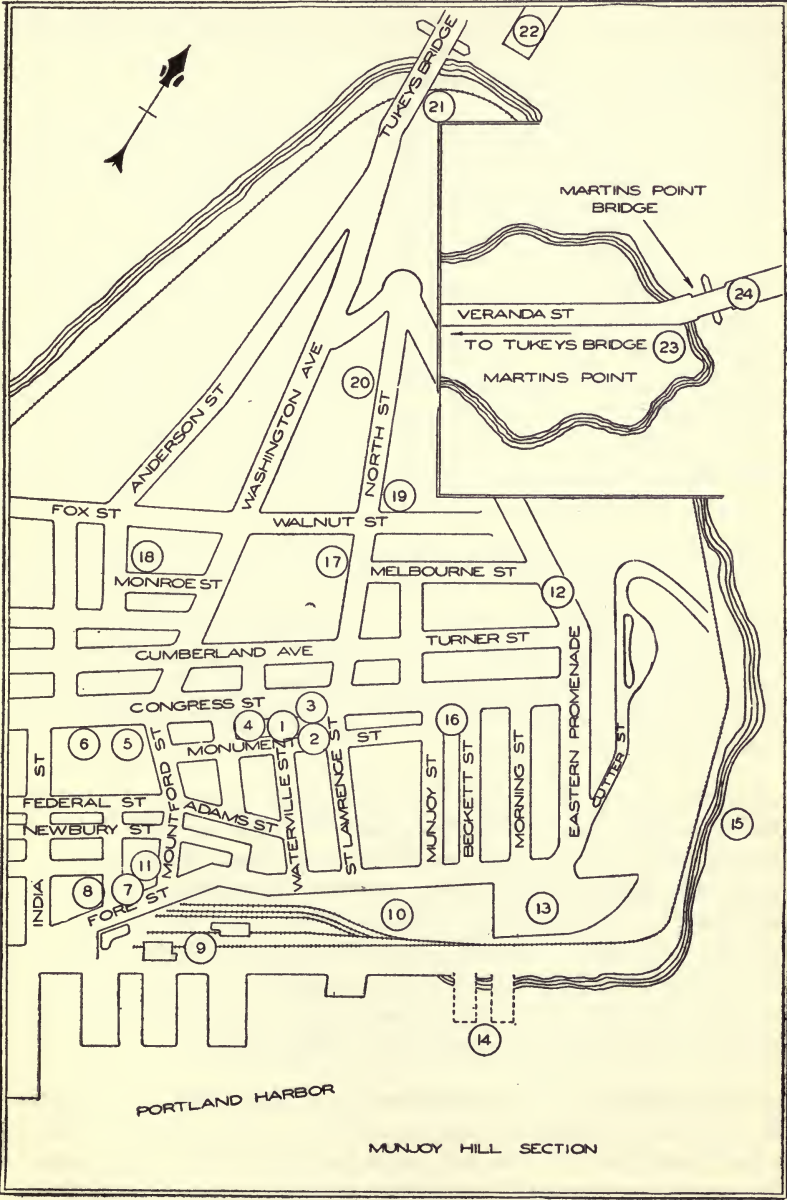 22
TUKEYS BRIDGE
21
MARTINS POINT
BRIDGE
24
VERANDA ST
TO TUKEYS BRIDGE
23
MARTINS POINT
20
ANDERSON ST
WASHINGTON AVE
NORTH ST
19
FOX ST
WALNUT ST
18
17
MONROE ST
MELBOURNE ST
12
TURNER ST
CUMBERLAND AVE
EASTERN PROMENADE
CONGRESS ST
3
4
1
16
6
5
MONUMENT ST
2
ST
MOUNTFORD ST
WATERVILLE ST
ST LAWRENCE ST
MUNJOY ST
BECKETT ST
MORNING ST
CUTTER ST
FEDERAL ST
ADAMS ST
NEWBURY ST
15
11
INDIA
8
7
FORE ST
10
13
9
14
PORTLAND HARBOR
MUNJOY HILL SECTION